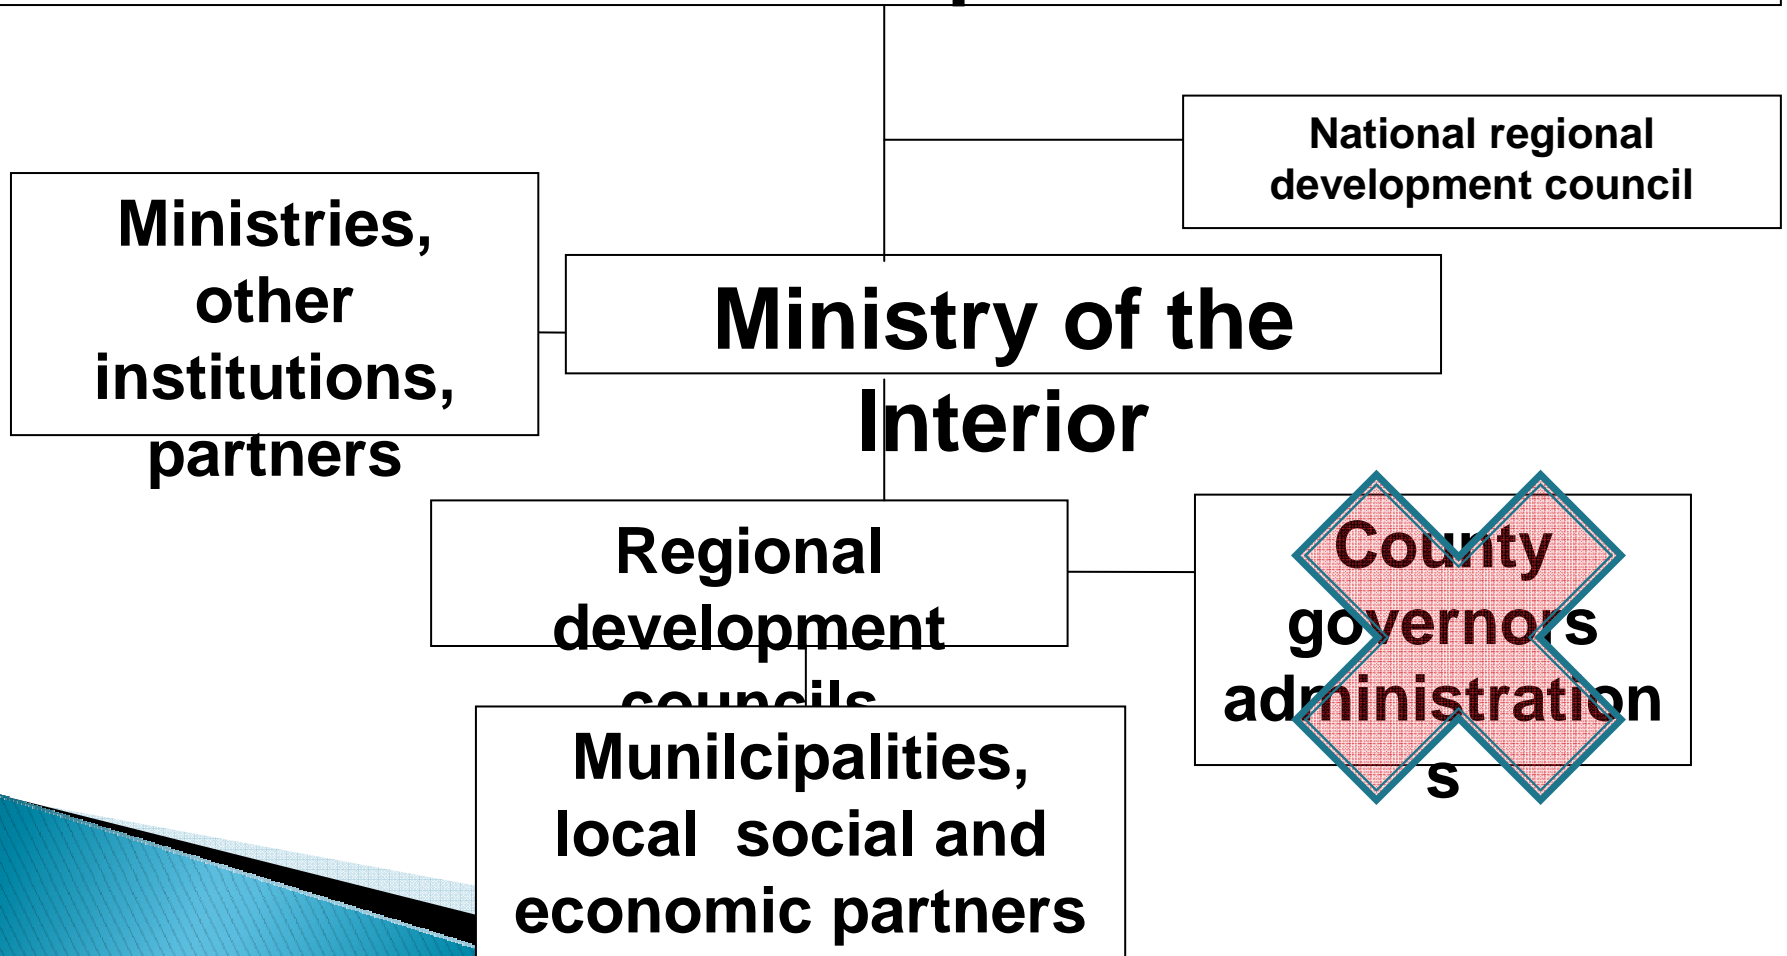 National regional
development council
Ministries,
other
institutions,
partners
Ministry of the
Interior
Regional
development
councils
County
governors
administration
s
Munilcipalities,
local social and
economic partners